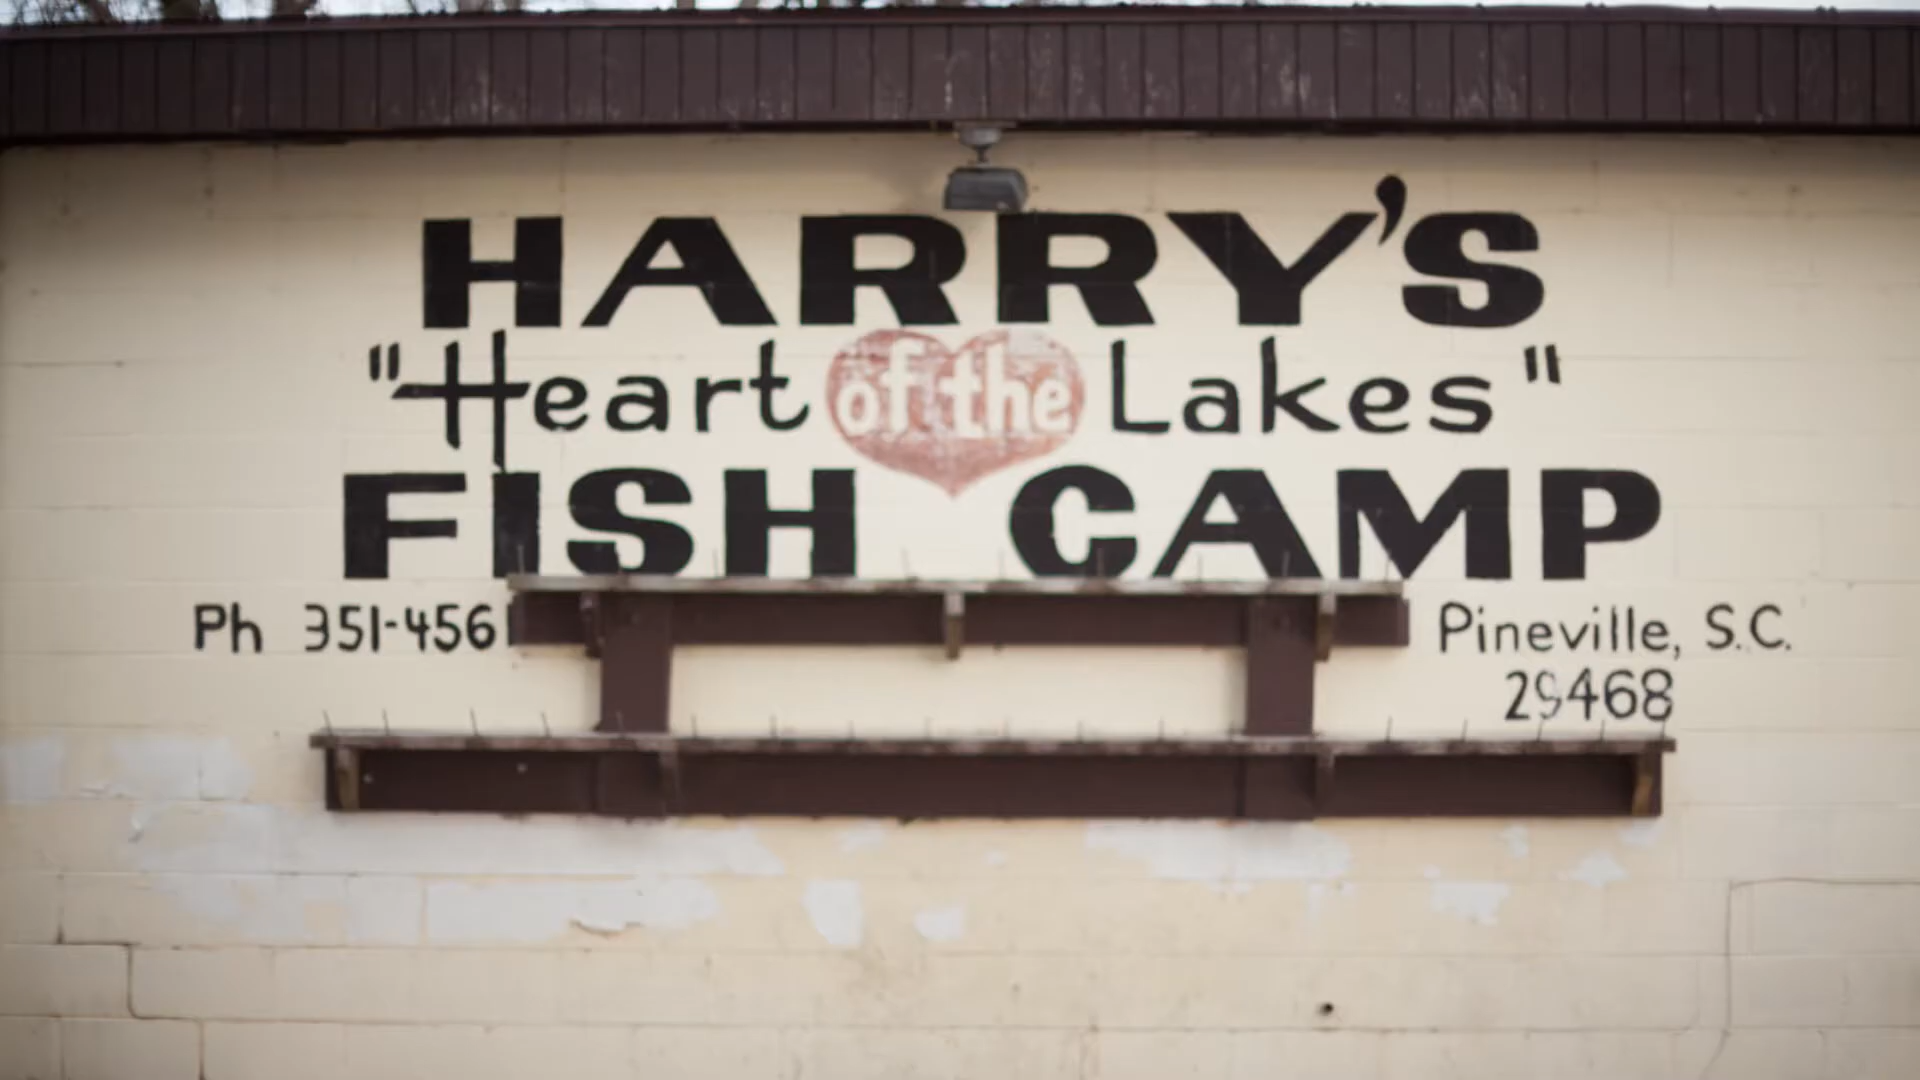 HARRY'S
"Heart of the Lakes"
FISH CAMP
Ph 351-456
Pineville, S.C.
29468